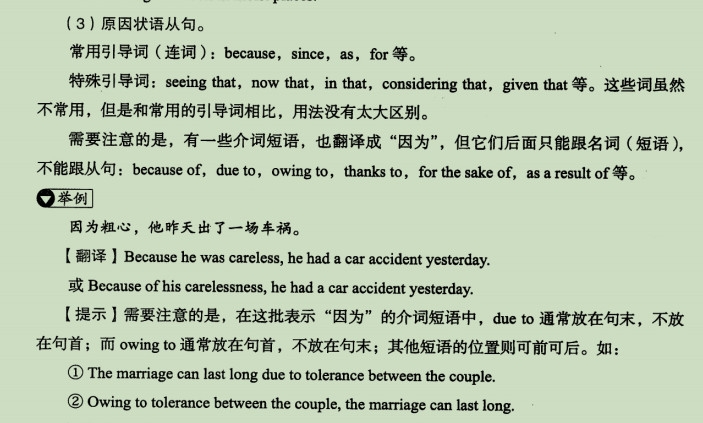 （3）原因状语从句。
常用引导词（连词）：because，since，as，for 等。
特殊引导词：seeing that，now that，in that，considering that，given that 等。这些词虽然
不常用，但是和常用的引导词相比，用法没有太大区别。
需要注意的是，有一些介词短语，也翻译成“因为”，但它们后面只能跟名词（短语），
不能跟从句：because of，due to，owing to，thanks to，for the sake of，as a result of 等。
举例
因为粗心，他昨天出了一场车祸。
【翻译】Because he was careless, he had a car accident yesterday.
或 Because of his carelessness, he had a car accident yesterday.
【提示】需要注意的是，在这批表示“因为”的介词短语中，due to 通常放在句末，不放
在句首；而 owing to 通常放在句首，不放在句末；其他短语的位置则可前可后。如：
① The marriage can last long due to tolerance between the couple.
② Owing to tolerance between the couple, the marriage can last long.